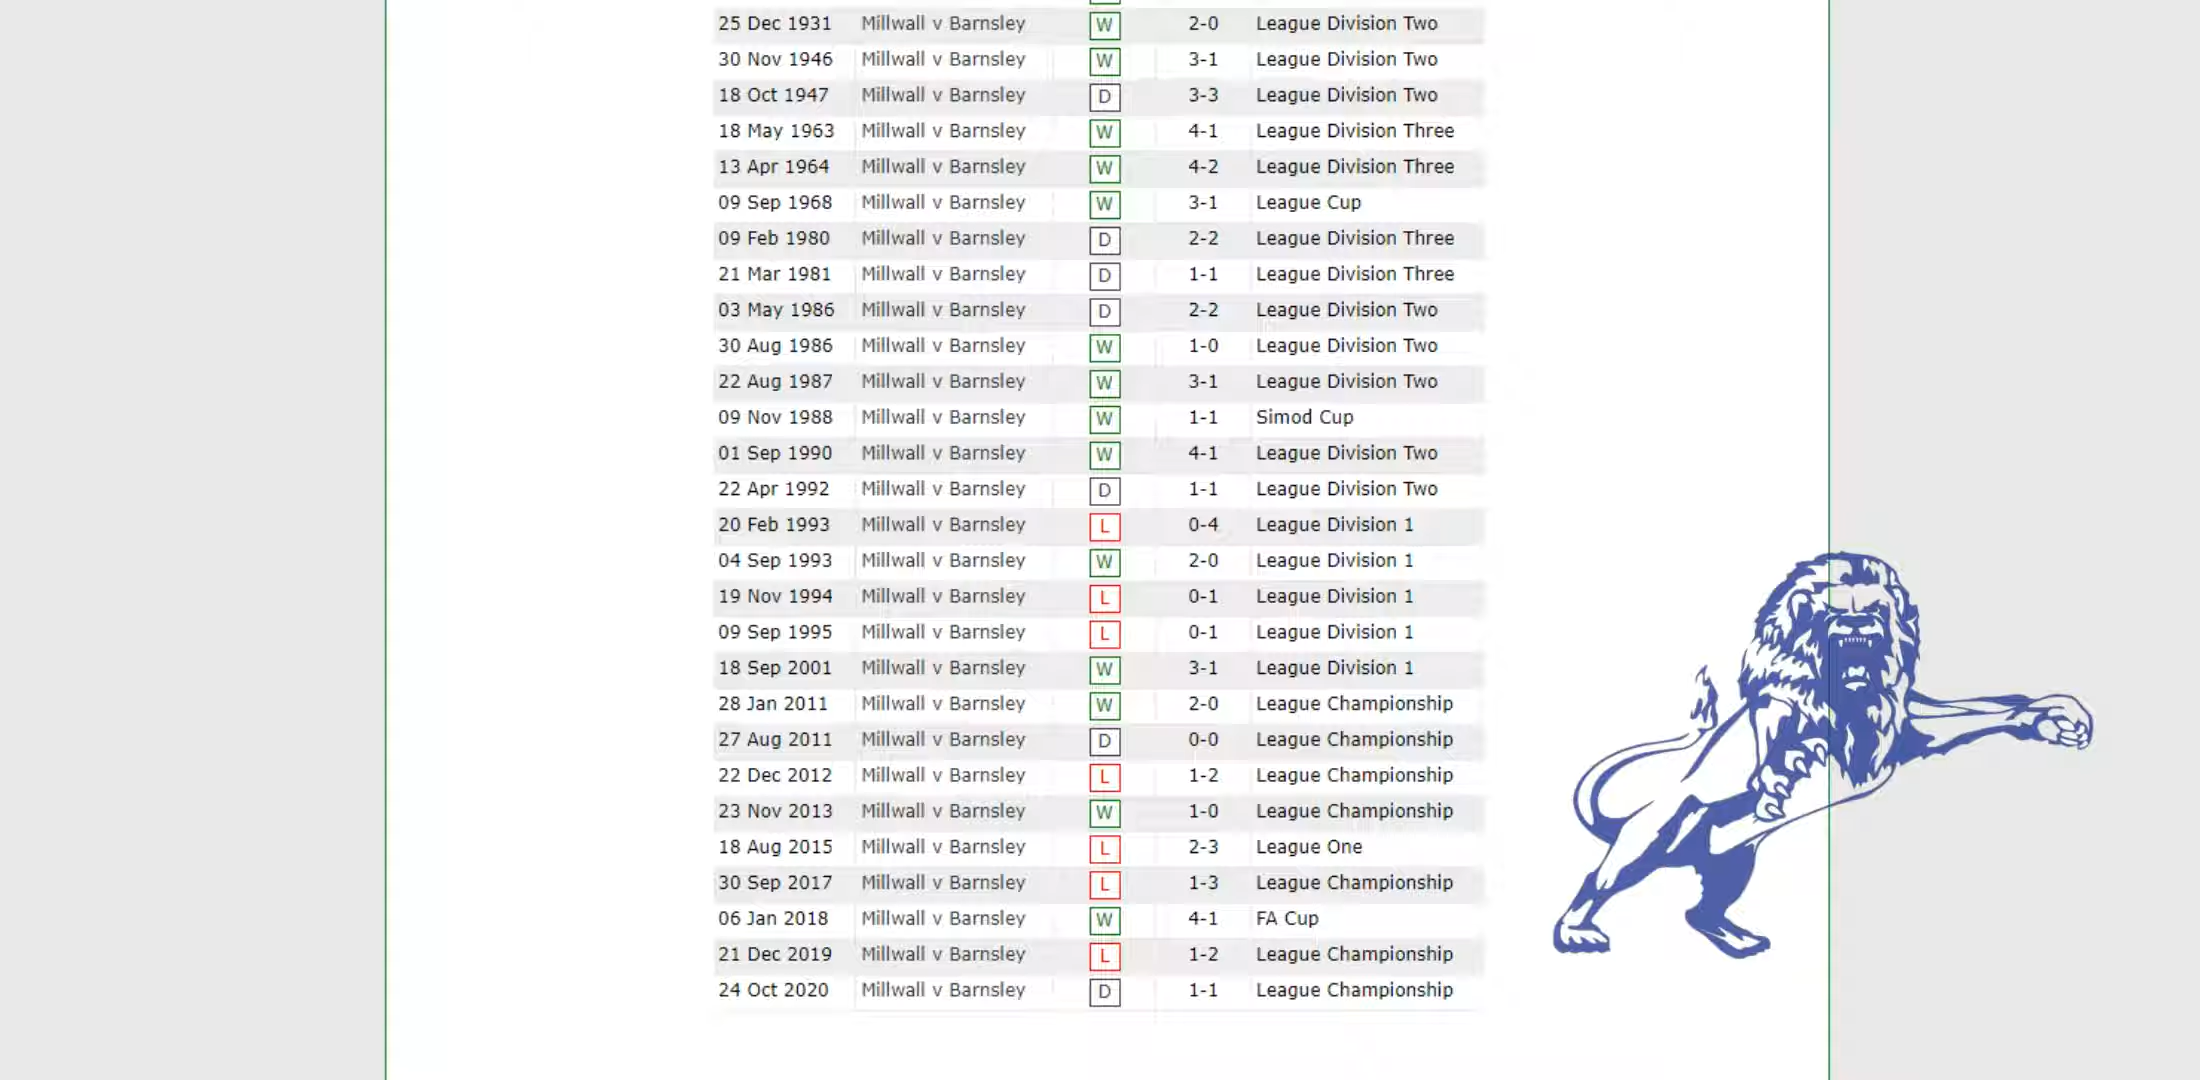 25 Dec 1931 Millwall v Barnsley W 2-0 League Division Two
30 Nov 1946 Millwall v Barnsley W 3-1 League Division Two
18 Oct 1947 Millwall v Barnsley D 3-3 League Division Two
18 May 1963 Millwall v Barnsley W 4-1 League Division Three
13 Apr 1964 Millwall v Barnsley W 4-2 League Division Three
09 Sep 1968 Millwall v Barnsley W 3-1 League Cup
09 Feb 1980 Millwall v Barnsley D 2-2 League Division Three
21 Mar 1981 Millwall v Barnsley D 1-1 League Division Three
03 May 1986 Millwall v Barnsley D 2-2 League Division Two
30 Aug 1986 Millwall v Barnsley W 1-0 League Division Two
22 Aug 1987 Millwall v Barnsley W 3-1 League Division Two
09 Nov 1988 Millwall v Barnsley W 1-1 Simod Cup
01 Sep 1990 Millwall v Barnsley W 4-1 League Division Two
22 Apr 1992 Millwall v Barnsley D 1-1 League Division Two
20 Feb 1993 Millwall v Barnsley L 0-4 League Division 1
04 Sep 1993 Millwall v Barnsley W 2-0 League Division 1
19 Nov 1994 Millwall v Barnsley L 0-1 League Division 1
09 Sep 1995 Millwall v Barnsley L 0-1 League Division 1
18 Sep 2001 Millwall v Barnsley W 3-1 League Division 1
28 Jan 2011 Millwall v Barnsley W 2-0 League Championship
27 Aug 2011 Millwall v Barnsley D 0-0 League Championship
22 Dec 2012 Millwall v Barnsley L 1-2 League Championship
23 Nov 2013 Millwall v Barnsley W 1-0 League Championship
18 Aug 2015 Millwall v Barnsley L 2-3 League One
30 Sep 2017 Millwall v Barnsley L 1-3 League Championship
06 Jan 2018 Millwall v Barnsley W 4-1 FA Cup
21 Dec 2019 Millwall v Barnsley L 1-2 League Championship
24 Oct 2020 Millwall v Barnsley D 1-1 League Championship